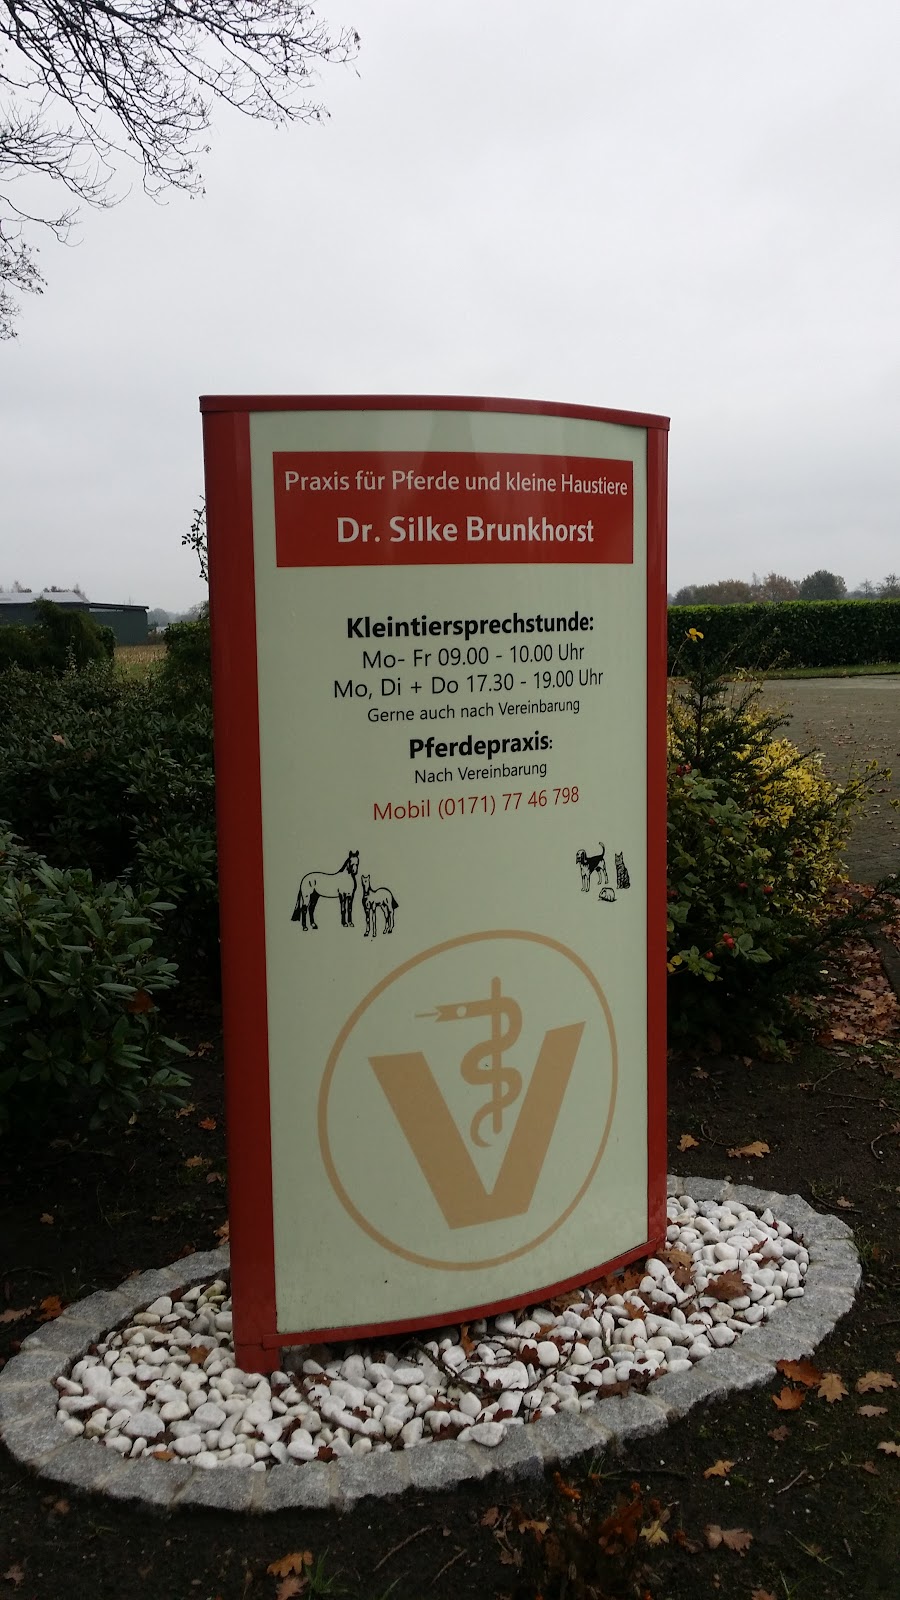 Praxis für Pferde und kleine Haustiere
Dr. Silke Brunkhorst
Kleintiersprechstunde:
Mo- Fr 09.00 - 10.00 Uhr
Mo, Di + Do 17.30 - 19.00 Uhr
Gerne auch nach Vereinbarung
Pferdepraxis:
Nach Vereinbarung
Mobil (0171) 77 46 798
V